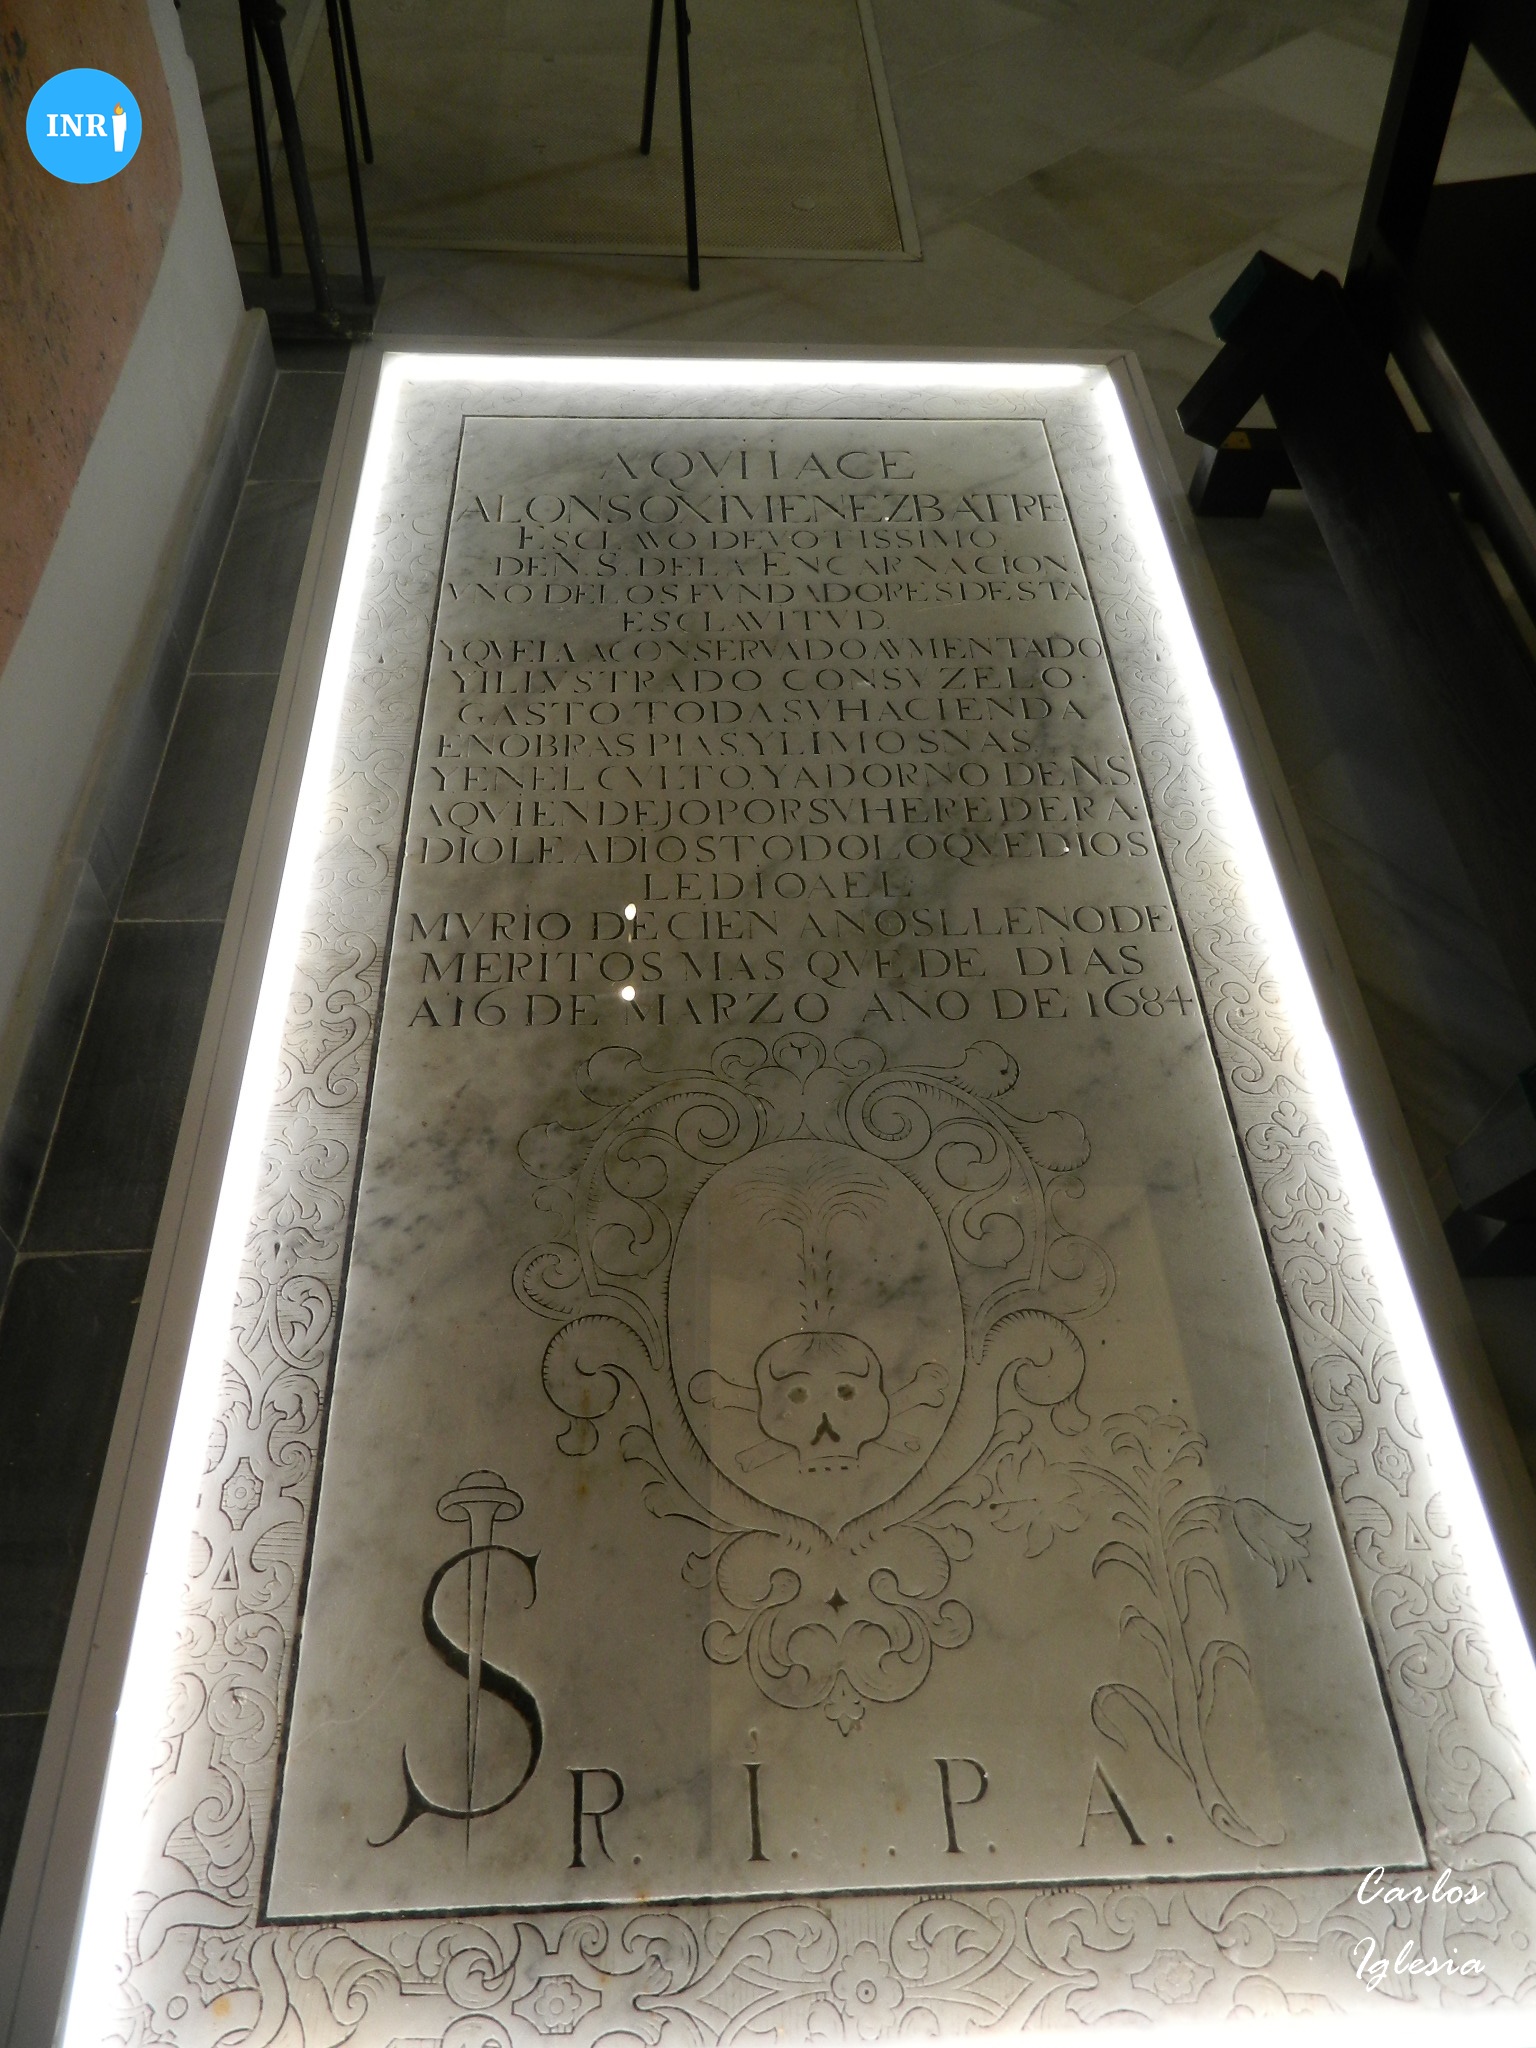 INRI
AQVI IACE
ALONSO XIMENEZ BATRE
ESCLAVO DEVOTISSIMO
DE N. S. DE LA ENCARNACION
VNO DE LOS FVNDADORES DESTA
ESCLAVITVD.
Y QVE LA A CONSERVADO AVMENTADO
Y ILLVSTRADO CON SV ZELO.
GASTO TODA SV HACIENDA
EN OBRAS PIAS, Y LIMOSNAS
Y EN EL CVLTO, Y ADORNO DE N.S.
A QVIEN DEJO POR SV HEREDERA.
DIOLE A DIOS TODO LO QVE DIOS
LE DIO A EL.
MVRIO DE CIEN ANOS LLENO DE
MERITOS MAS QVE DE DIAS
A 16 DE MARZO ANO DE 1684
S R. I. P. A.
Carlos
Iglesia